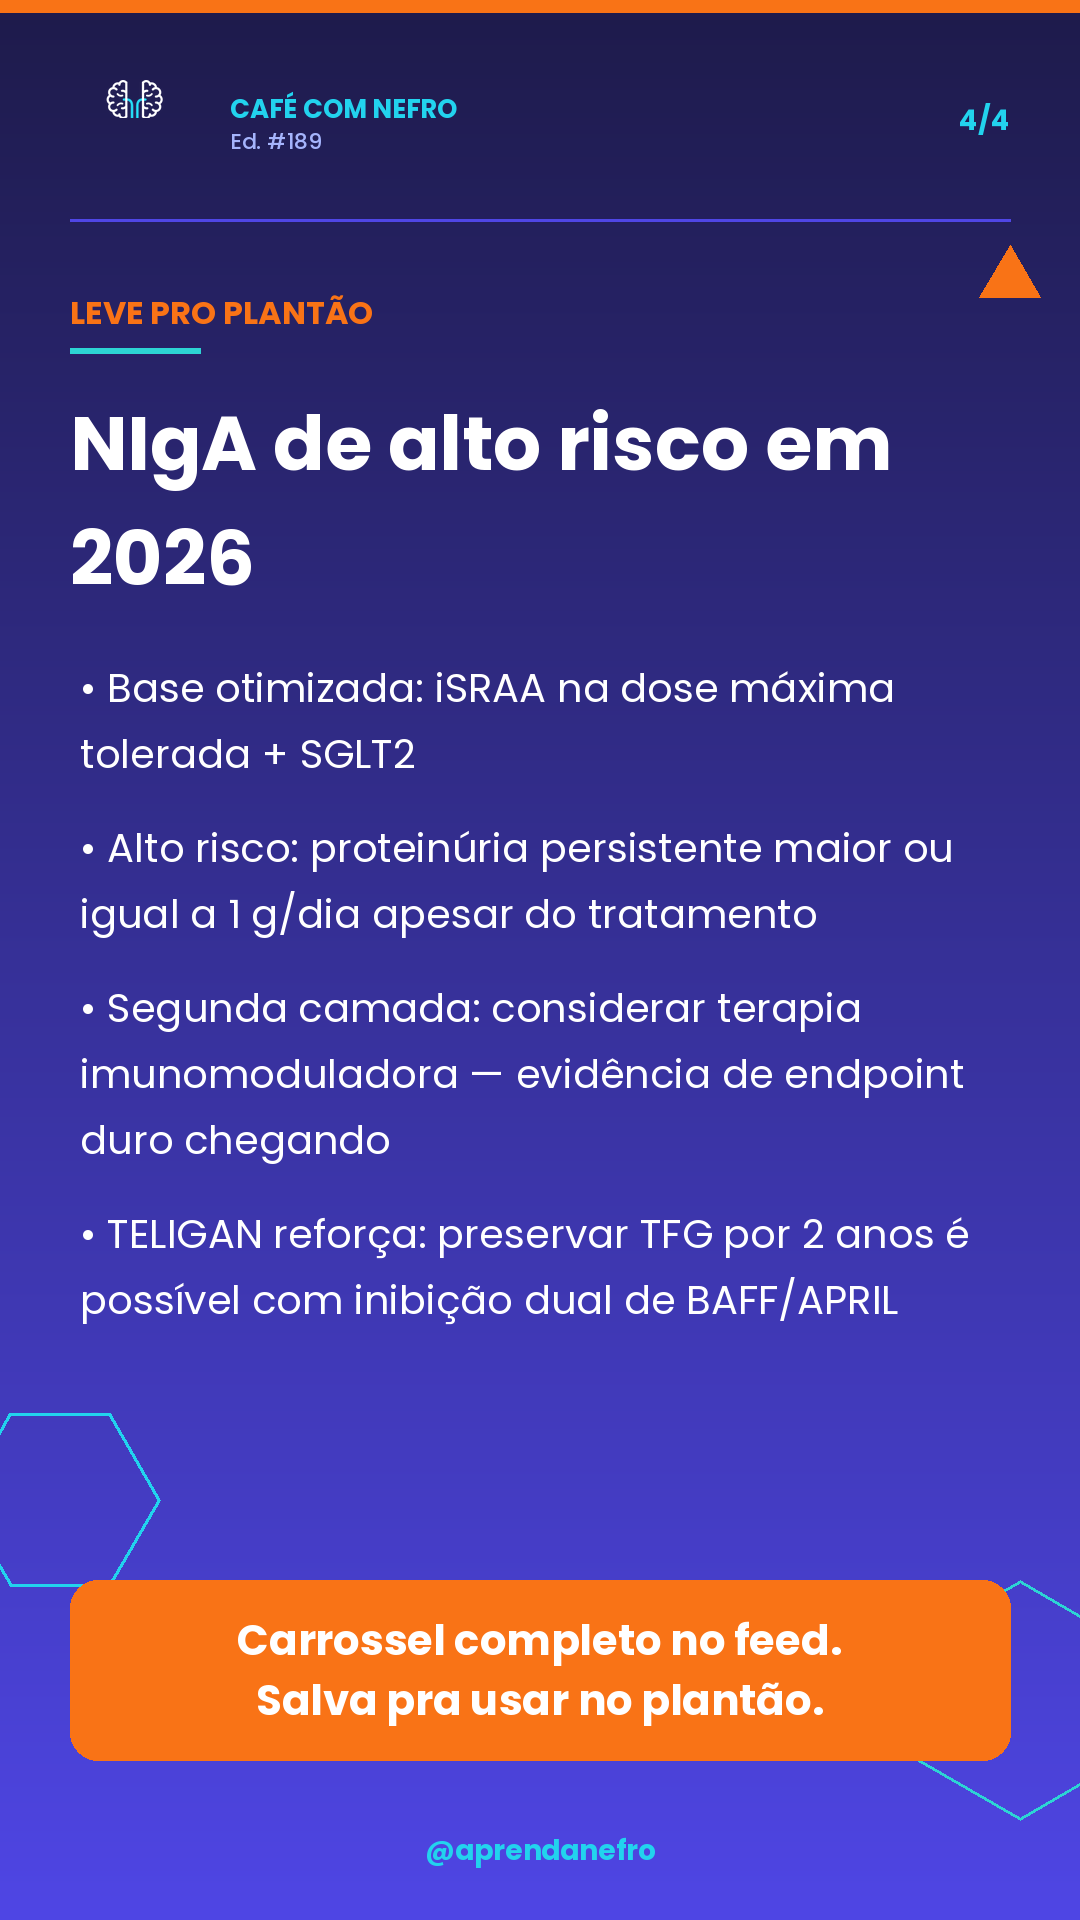 CAFÉ COM NEFRO
Ed. #189
4/4
LEVE PRO PLANTÃO
NIgA de alto risco em
2026
• Base otimizada: iSRAA na dose máxima
tolerada + SGLT2
• Alto risco: proteinúria persistente maior ou
igual a 1 g/dia apesar do tratamento
• Segunda camada: considerar terapia
imunomoduladora — evidência de endpoint
duro chegando
• TELIGAN reforça: preservar TFG por 2 anos é
possível com inibição dual de BAFF/APRIL
Carrossel completo no feed.
Salva pra usar no plantão.
@aprendanefro